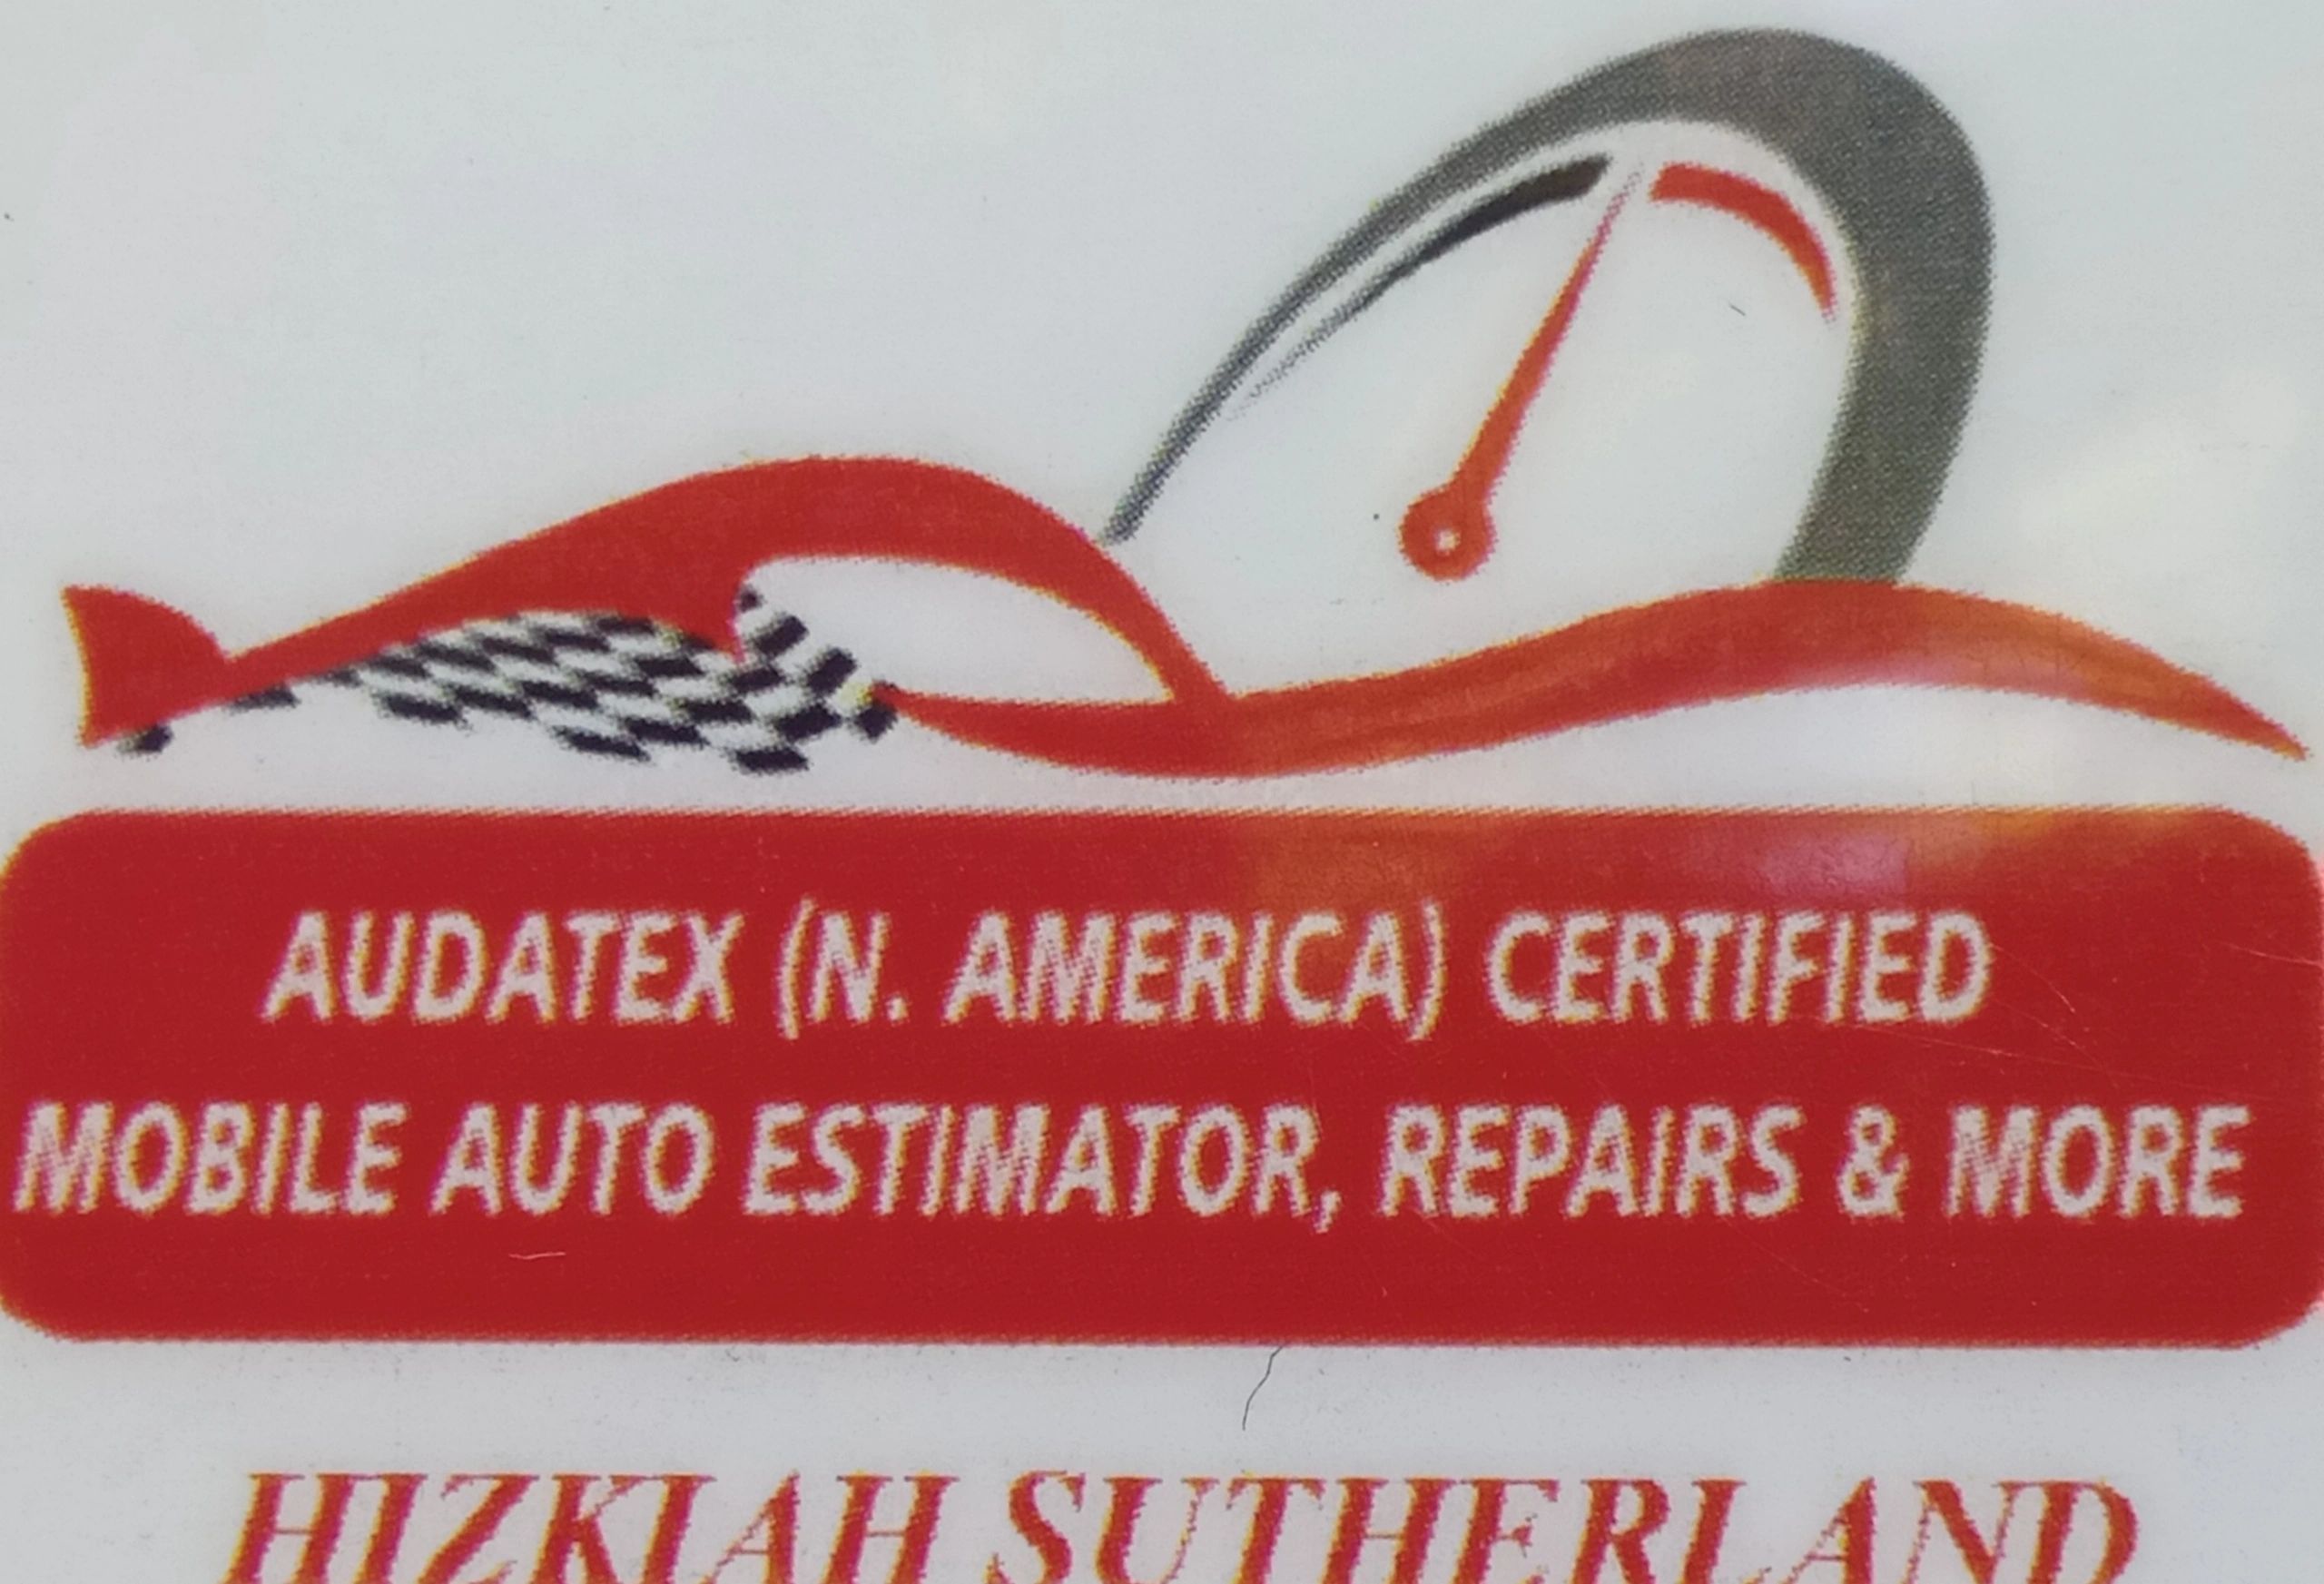 AUDATEX (N. AMERICA) CERTIFIED
MOBILE AUTO ESTIMATOR, REPAIRS & MORE
HIZKIAH SUTHERLAND